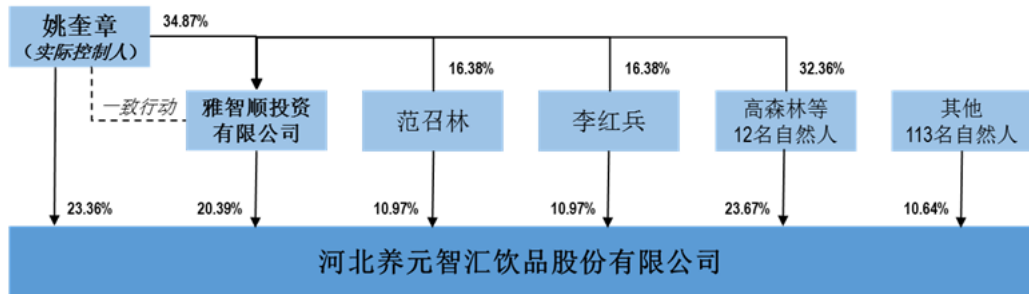 姚奎章
（实际控制人）
34.87%
16.38%
16.38%
32.36%
一致行动
雅智顺投资
有限公司
范召林
李红兵
高森林等
12名自然人
其他
113名自然人
23.36%
20.39%
10.97%
10.97%
23.67%
10.64%
河北养元智汇饮品股份有限公司